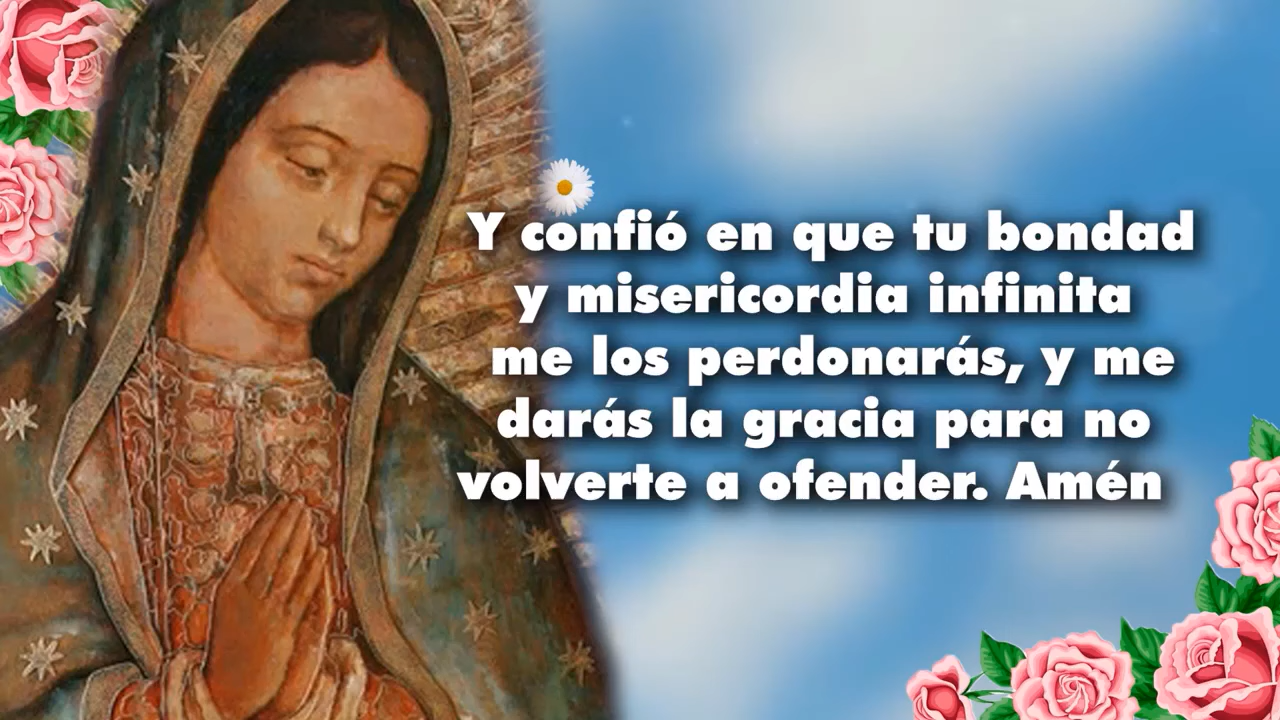 Y confió en que tu bondad
y misericordia infinita
me los perdonarás, y me
darás la gracia para no
volverte a ofender. Amén